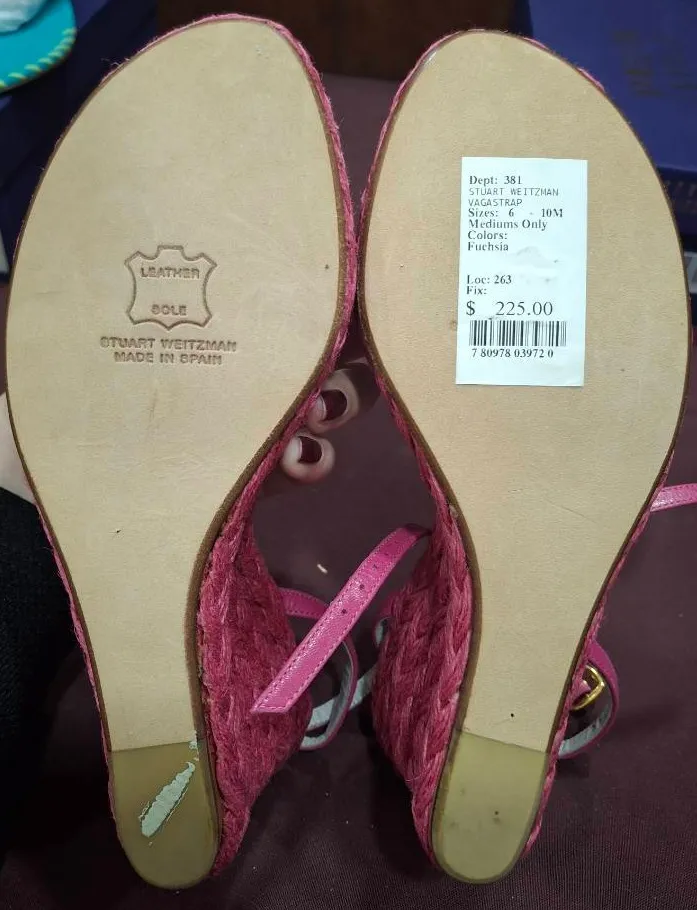 LEATHER
SOLE
STUART WEITZMAN
MADE IN SPAIN
Dept: 381
STUART WEITZMAN
VAGASTRAP
Sizes: 6 - 10M
Mediums Only
Colors:
Fuchsia
Loc: 263
Fix:
$ 225.00
7 80978 03972 0